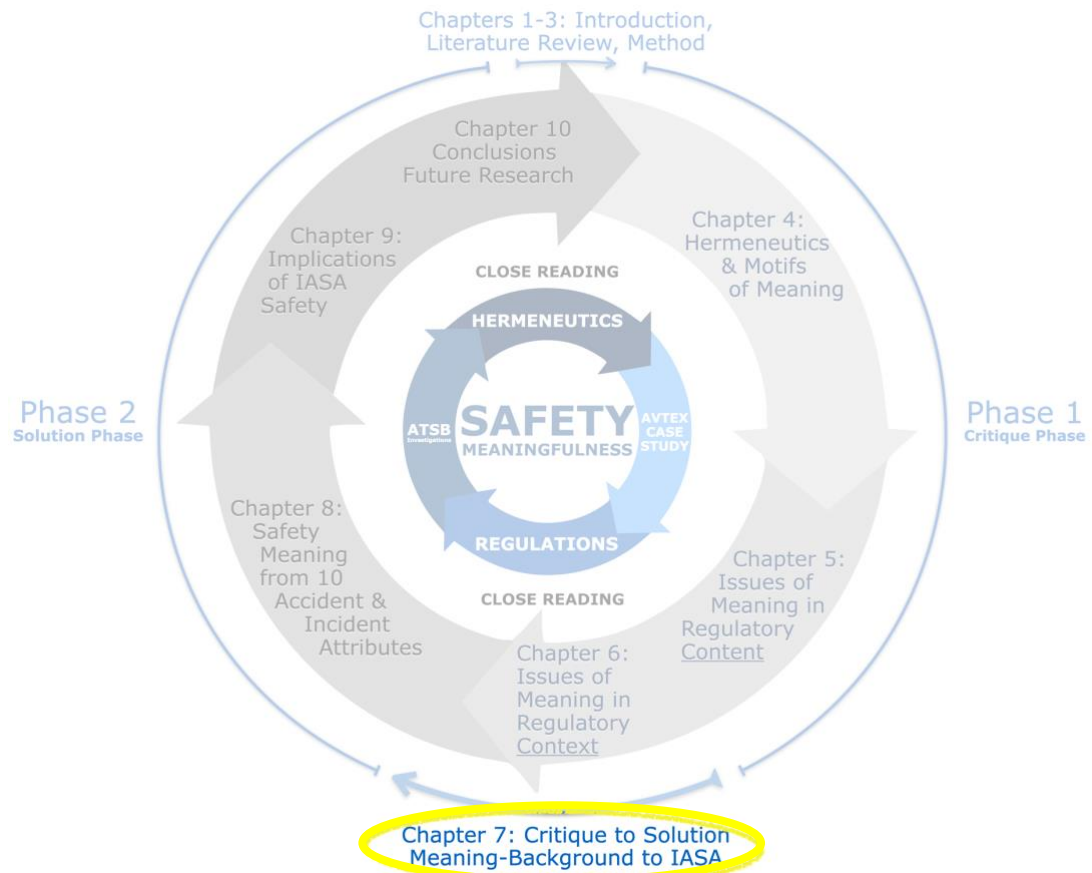 Chapters 1-3: Introduction,
Literature Review, Method
Chapter 10
Conclusions
Future Research
Chapter 4:
Hermeneutics
& Motifs
of Meaning
Chapter 9:
Implications
of IASA
Safety
CLOSE READING
HERMENEUTICS
Phase 2
Solution Phase
ATSB
Investigations
SAFETY
MEANINGFULNESS
AVTEX
CASE
STUDY
Phase 1
Critique Phase
REGULATIONS
CLOSE READING
Chapter 8:
Safety
Meaning
from 10
Accident &
Incident
Attributes
Chapter 5:
Issues of
Meaning in
Regulatory
Content
Chapter 6:
Issues of
Meaning in
Regulatory
Context
Chapter 7: Critique to Solution
Meaning-Background to IASA